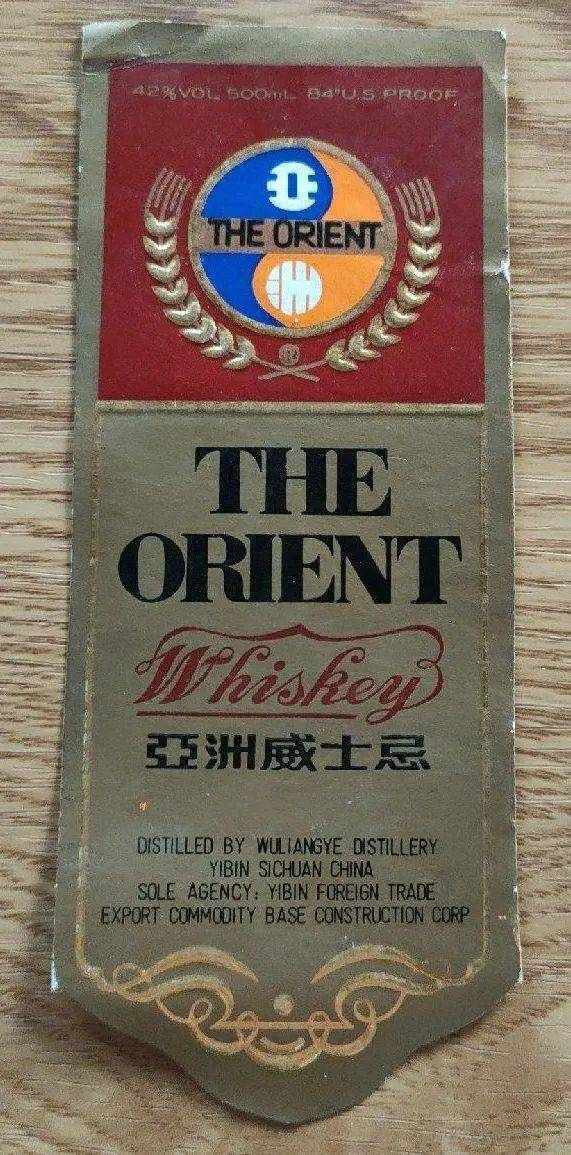 42%VOL 500mL 84°U.S PROOF
THE ORIENT
THE
ORIENT
Whiskey
亞洲威士忌
DISTILLED BY WULIANGYE DISTILLERY
YIBIN SICHUAN CHINA
SOLE AGENCY: YIBIN FOREIGN TRADE
EXPORT COMMODITY BASE CONSTRUCTION CORP